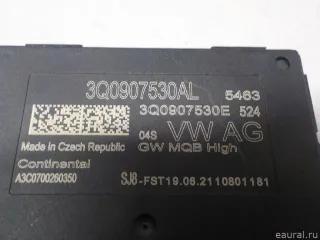 3Q0907530AL 5463
3Q0907530E 524
04S VW AG
Made in Czech Republic GW MQB High
Continental
A3C0700260350 SJ8-FST19.06.2110801181
eaural.ru